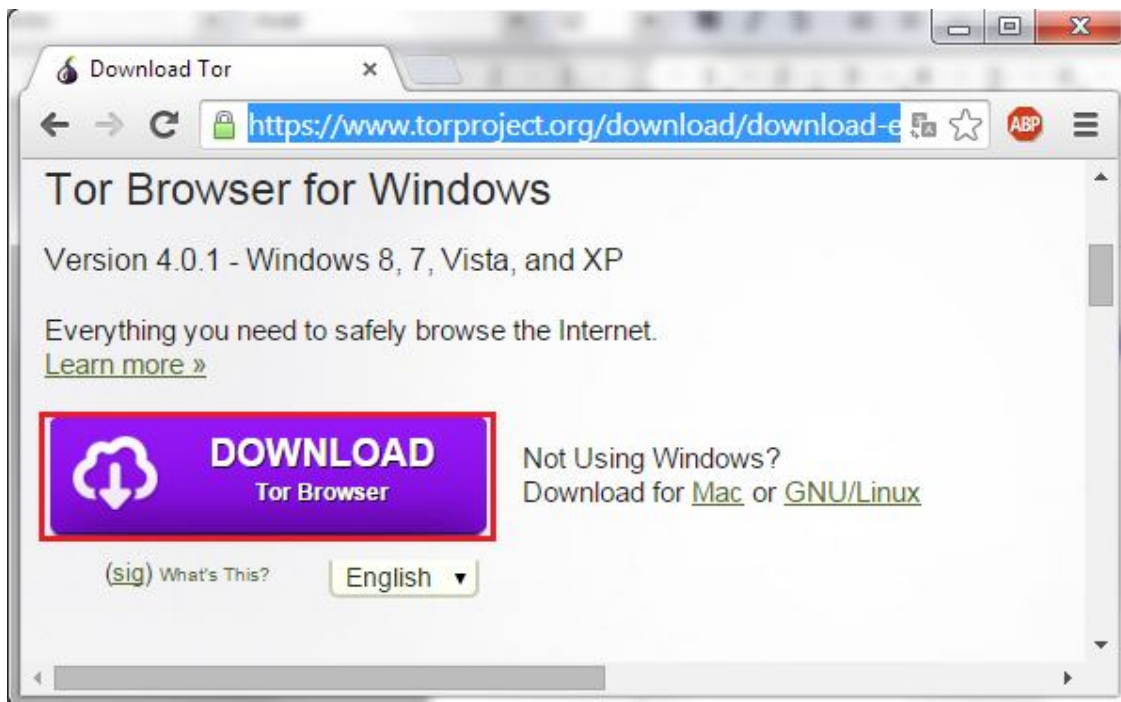 Download Tor
https://www.torproject.org/download/download-e
ABP
Tor Browser for Windows
Version 4.0.1 - Windows 8, 7, Vista, and XP
Everything you need to safely browse the Internet.
Learn more »
DOWNLOAD
Tor Browser
Not Using Windows?
Download for Mac or GNU/Linux
(sig) What's This?
English